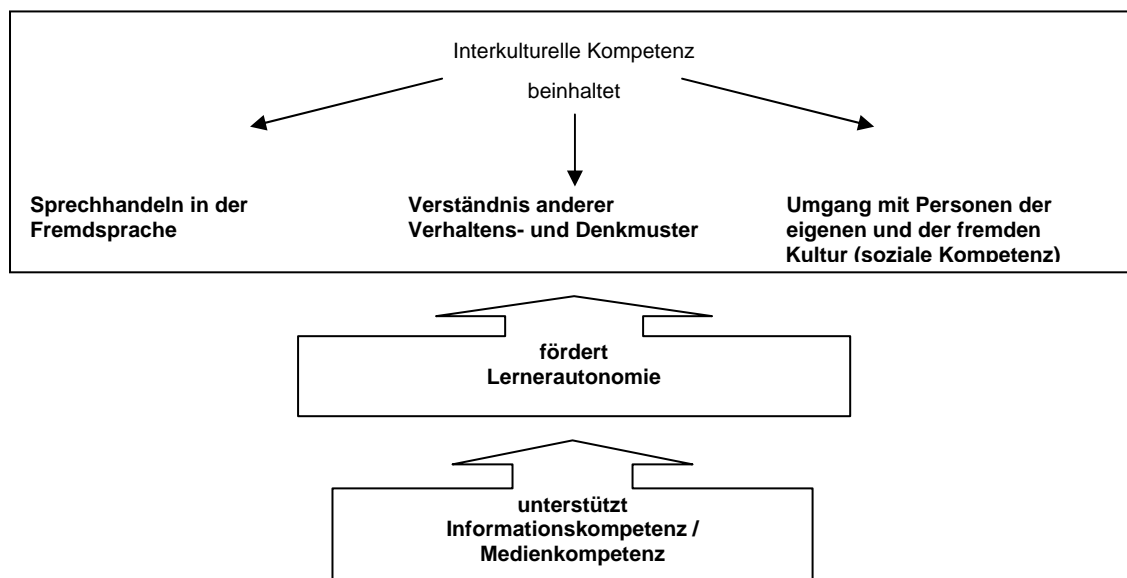 Interkulturelle Kompetenz
beinhaltet
Sprechhandeln in der
Fremdsprache
Verständnis anderer
Verhaltens- und Denkmuster
Umgang mit Personen der
eigenen und der fremden
Kultur (soziale Kompetenz)
fördert
Lernerautonomie
unterstützt
Informationskompetenz /
Medienkompetenz